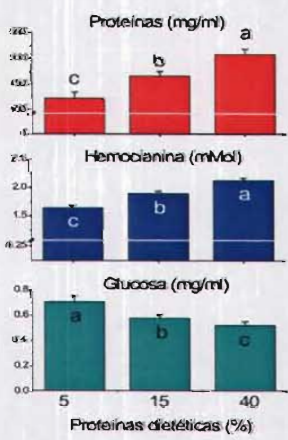 Proteínas (mg/ml)
a
b
c
Hemocianina (mMol)
2.0
1.5
a
b
c
Glucosa (mg/ml)
0.8
0.6
0.2
0.0
a
b
c
5 15 40
Proteínas dietéticas (%)